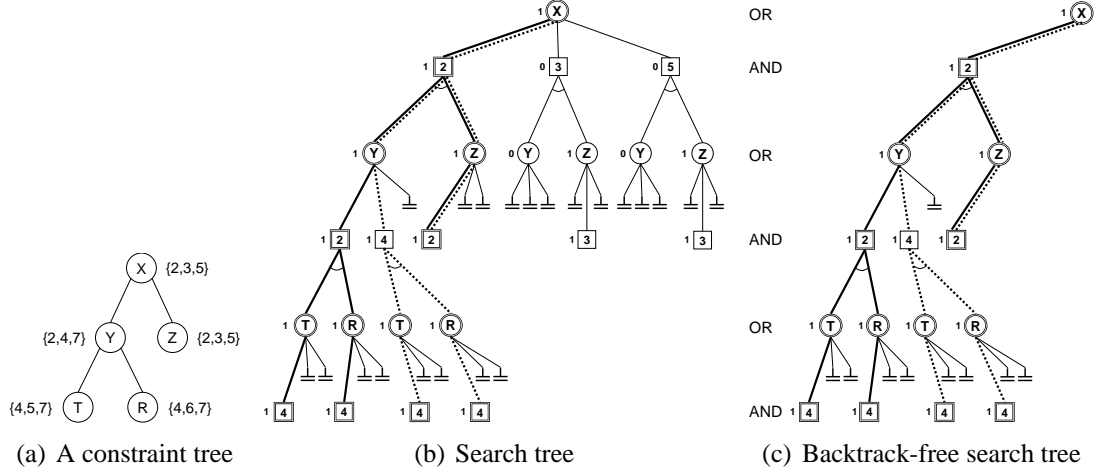 1 X OR 1 X
1 2 0 3 0 5 AND 1 2
1 Y 1 Z 0 Y 1 Z 0 Y 1 Z OR 1 Y 1 Z
1 2 1 4 1 2 1 3 1 3 AND 1 2 1 4 1 2
X {2,3,5}
1 T 1 R 1 T 1 R OR 1 T 1 R 1 T 1 R
{2,4,7} Y Z {2,3,5}
{4,5,7} T R {4,6,7} 1 4 1 4 1 4 1 4 AND 1 4 1 4 1 4 1 4
(a) A constraint tree (b) Search tree (c) Backtrack-free search tree